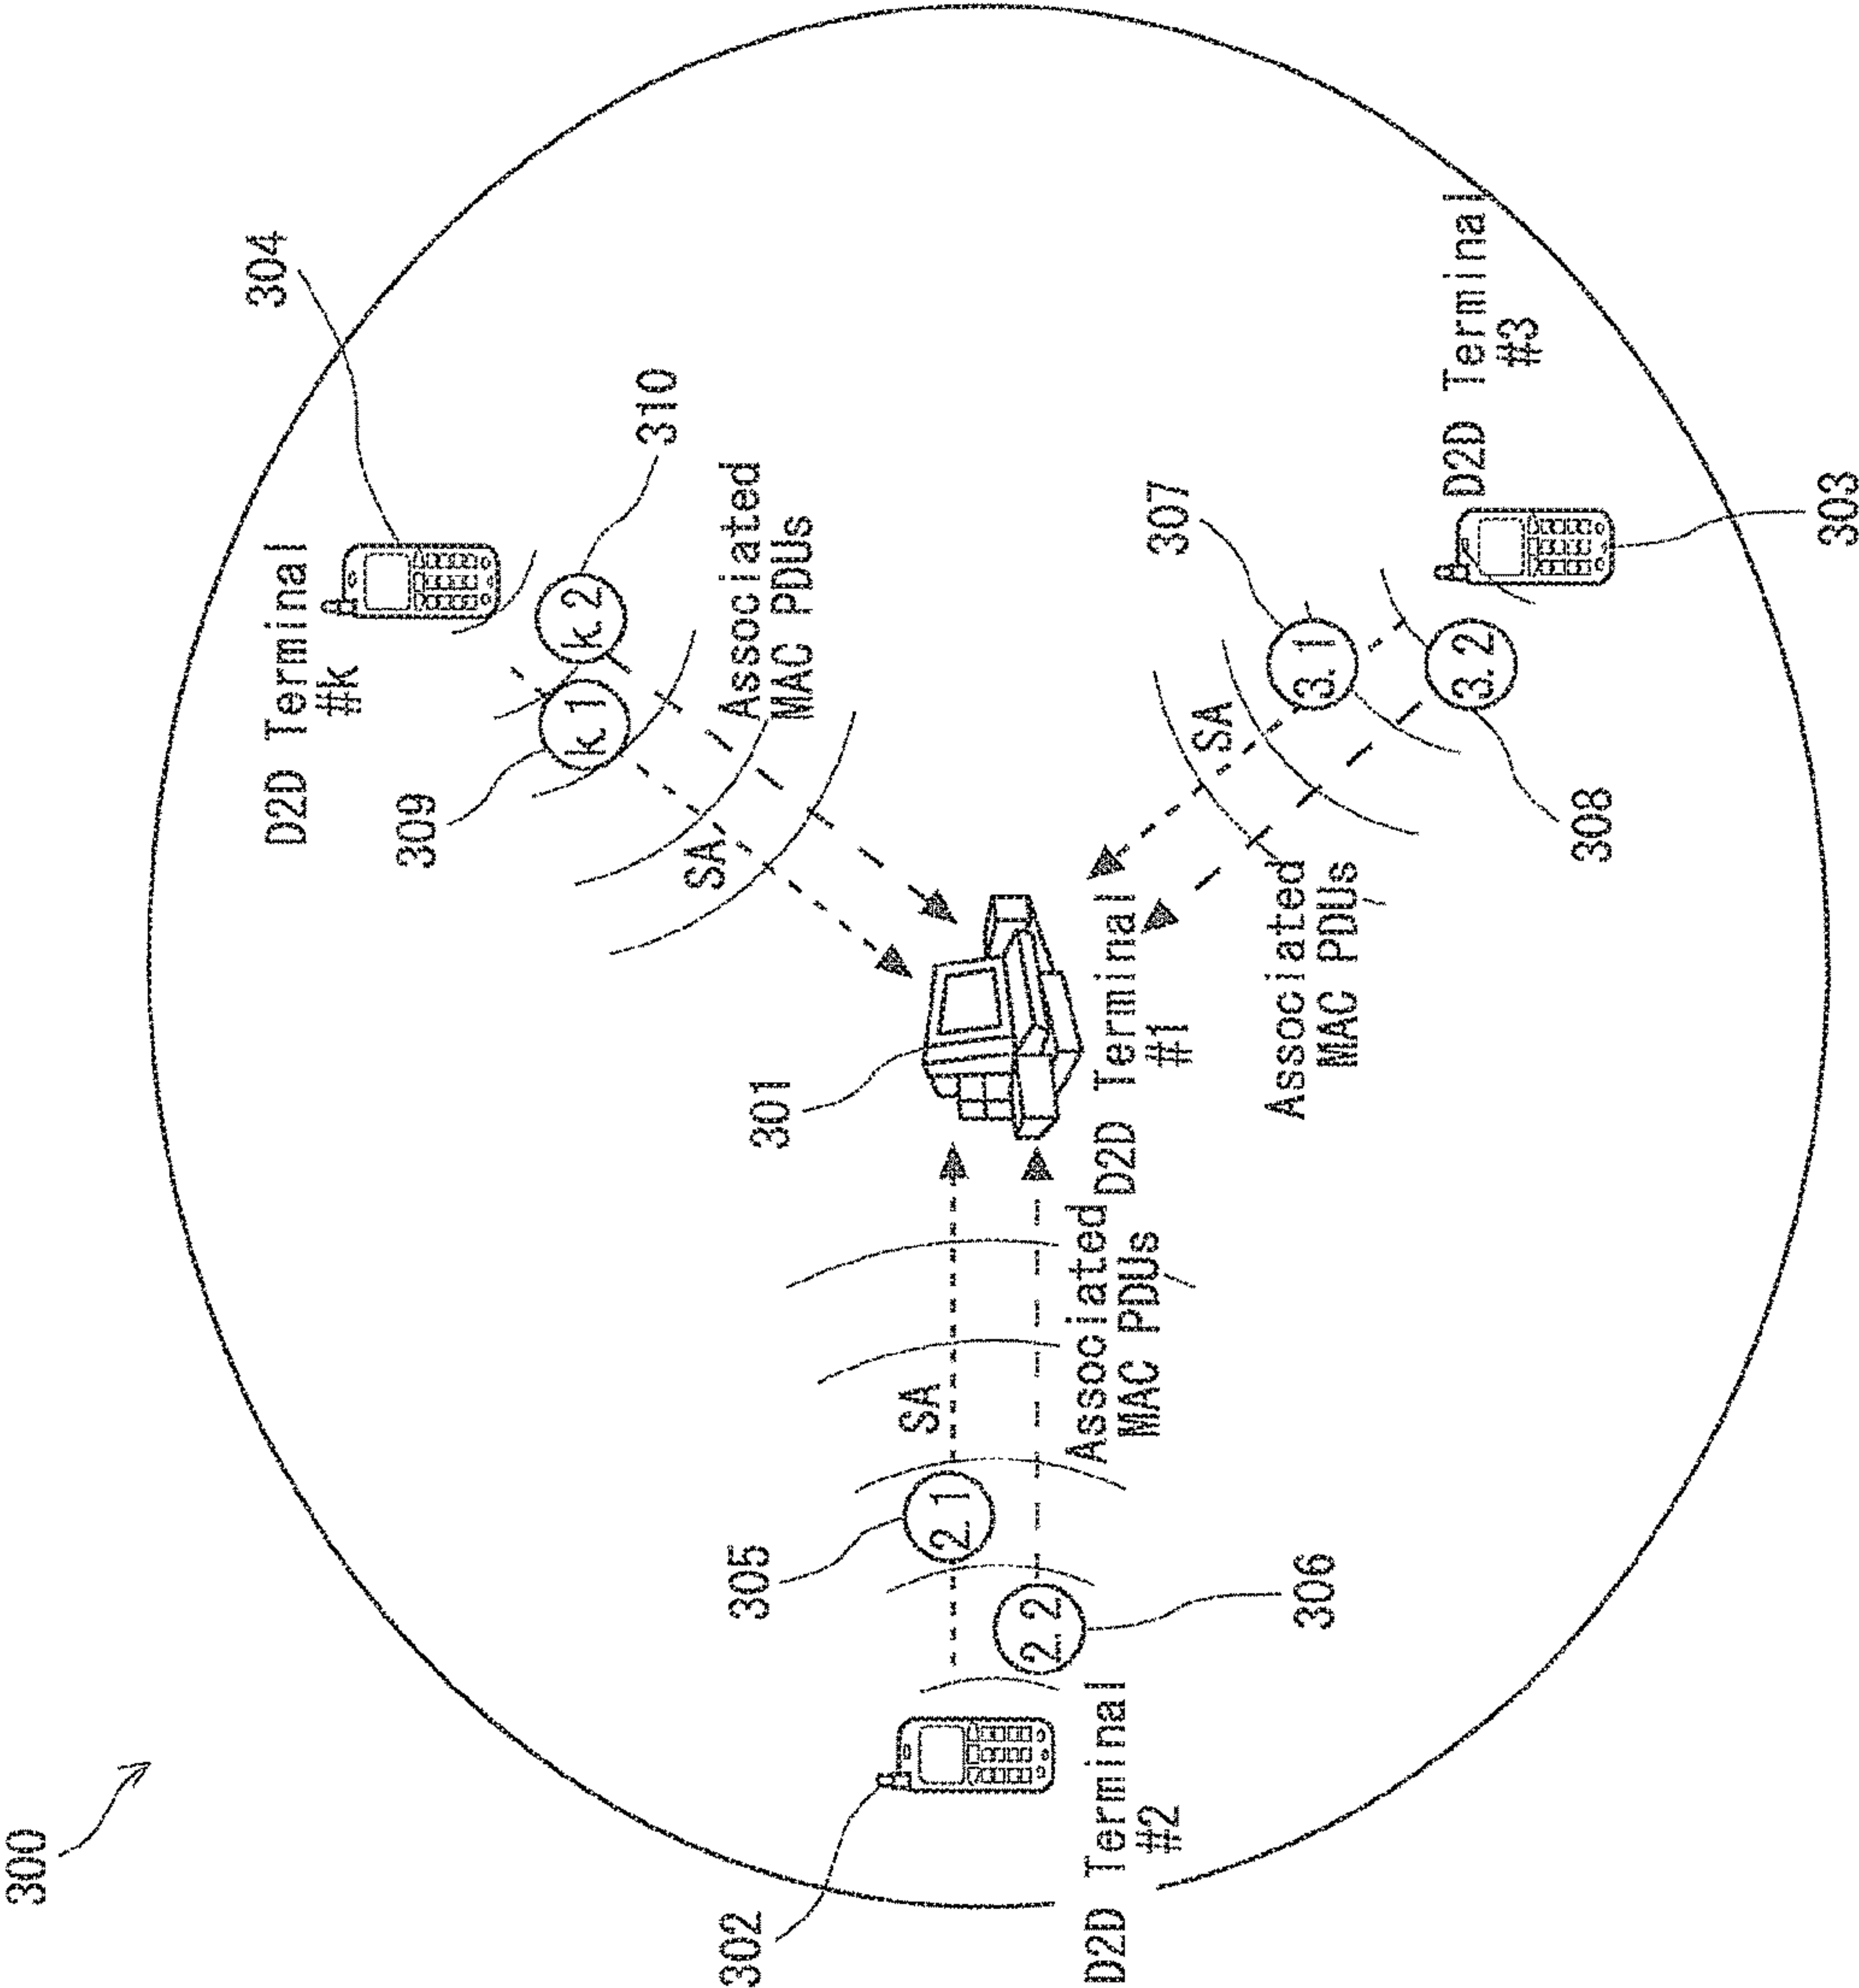 300
304
D2D Terminal
#k
310
k.2
k.1
309
Associated
MAC PDUs
SA
302
305
2.1
SA
301
2.2
306
D2D Terminal
#2
Associated
MAC PDUs
D2D Terminal
#1
307
SA
3.1
3.2
308
Associated
MAC PDUs
D2D Terminal
#3
303